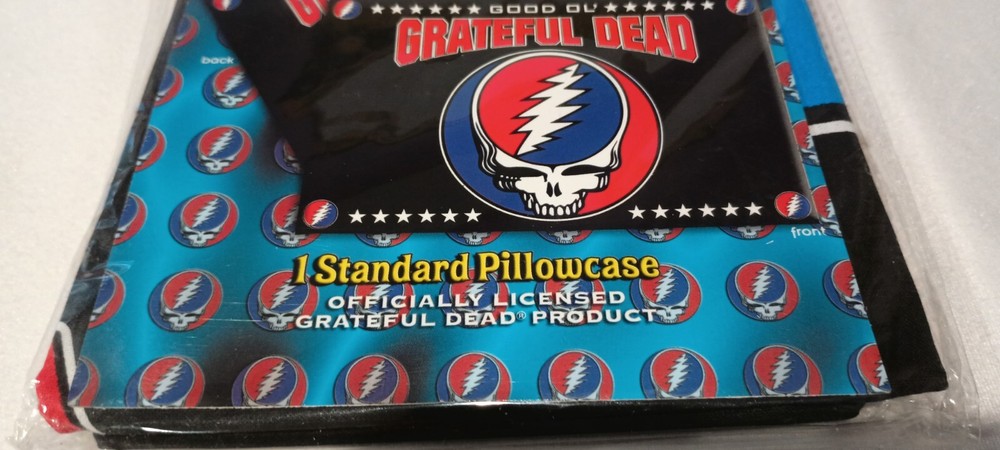 GOOD OL'
GRATEFUL DEAD
back
front
1 Standard Pillowcase
OFFICIALLY LICENSED
GRATEFUL DEAD® PRODUCT